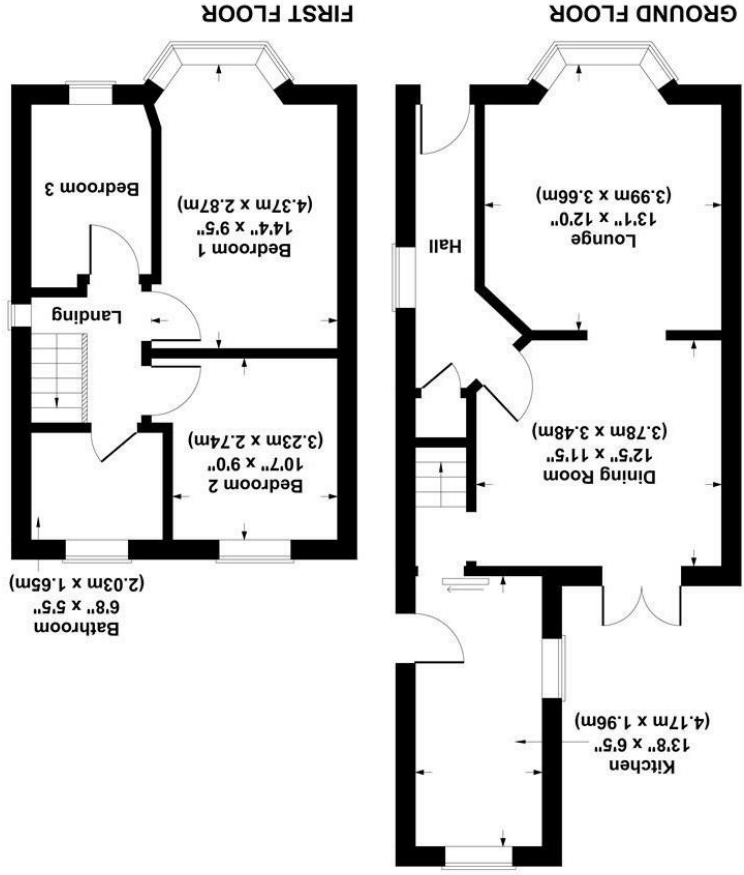 Kitchen
13'8" x 6'5"
(4.17m x 1.96m)
Dining Room
12'5" x 11'5"
(3.78m x 3.48m)
Lounge
13'1" x 12'0"
(3.99m x 3.66m)
Hall
GROUND FLOOR
Bathroom
6'8" x 5'5"
(2.03m x 1.65m)
Bedroom 2
10'7" x 9'0"
(3.23m x 2.74m)
Landing
Bedroom 1
14'4" x 9'5"
(4.37m x 2.87m)
Bedroom 3
FIRST FLOOR